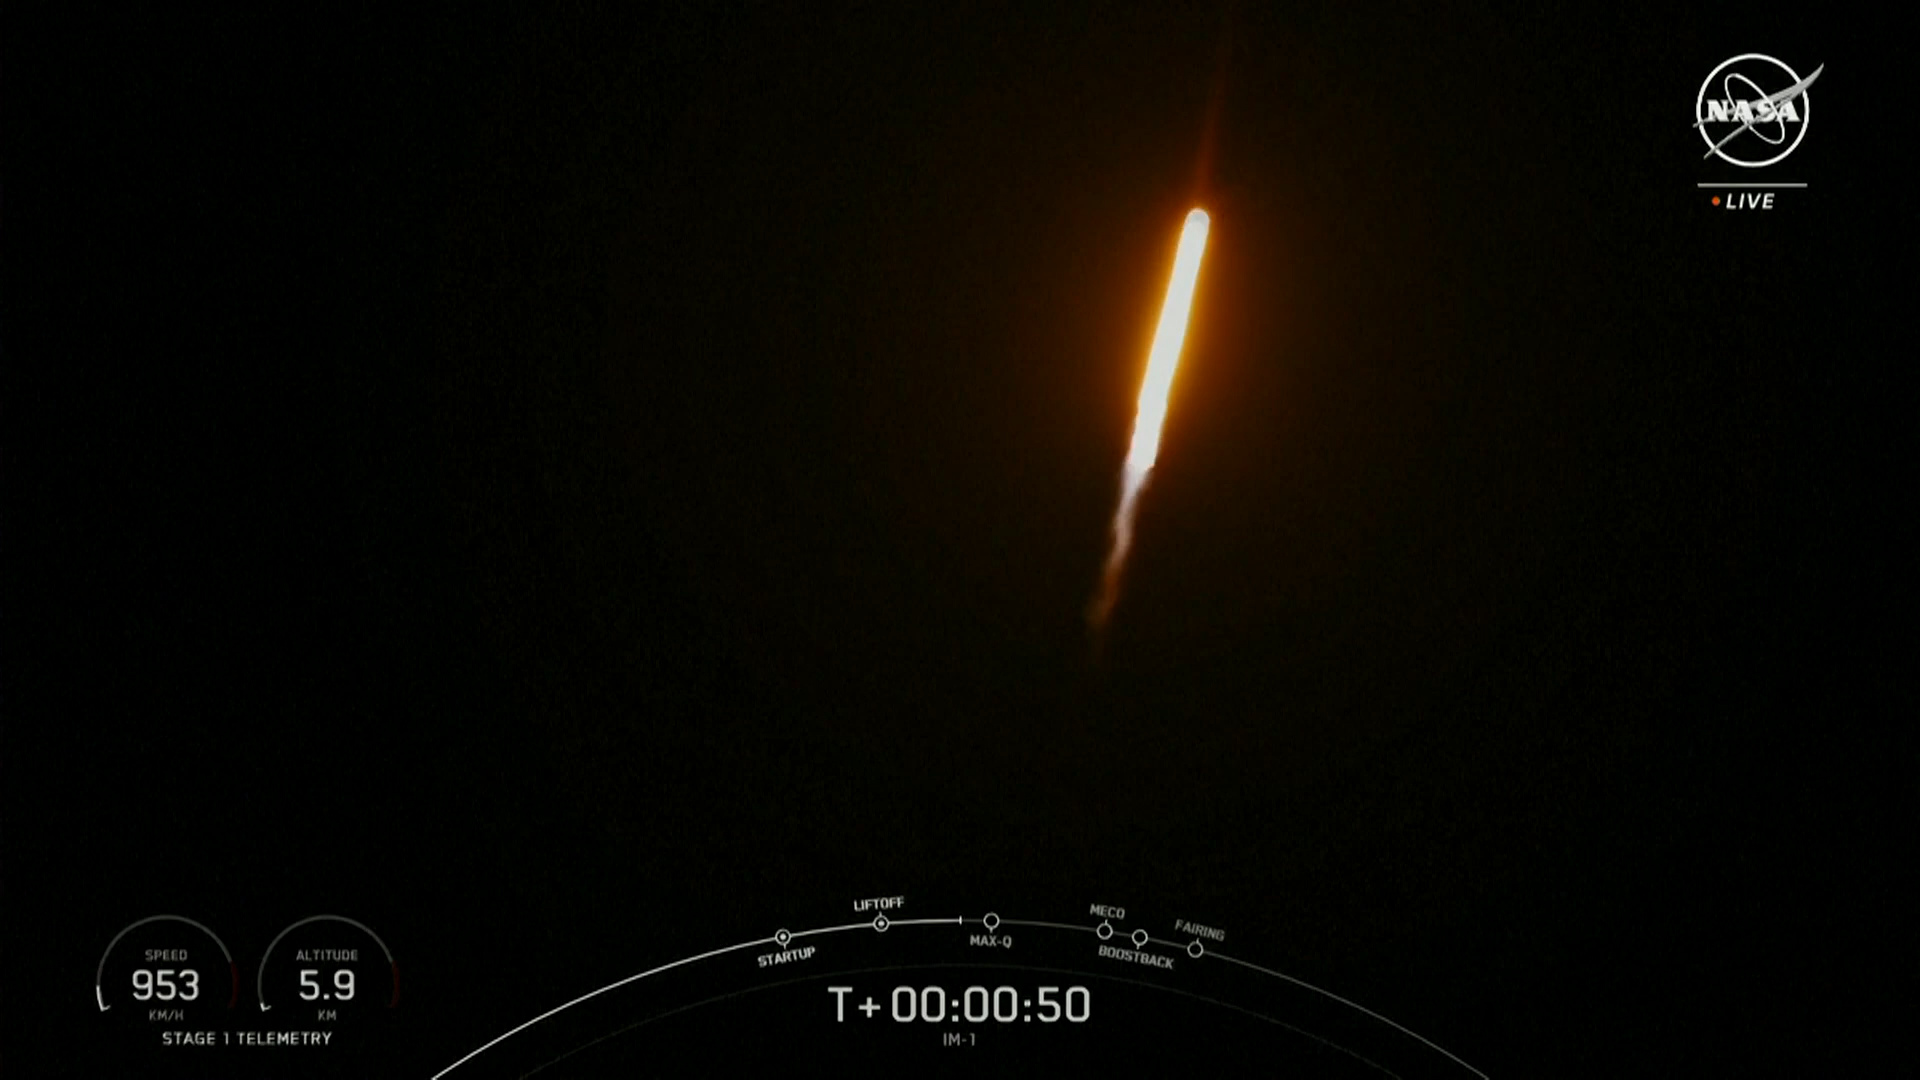 NASA
LIVE
LIFTOFF
STARTUP
MAX-Q
MECO
BOOSTBACK
FAIRING
SPEED
953
KM/H
ALTITUDE
5.9
KM
STAGE 1 TELEMETRY
T+00:00:50
IM-1